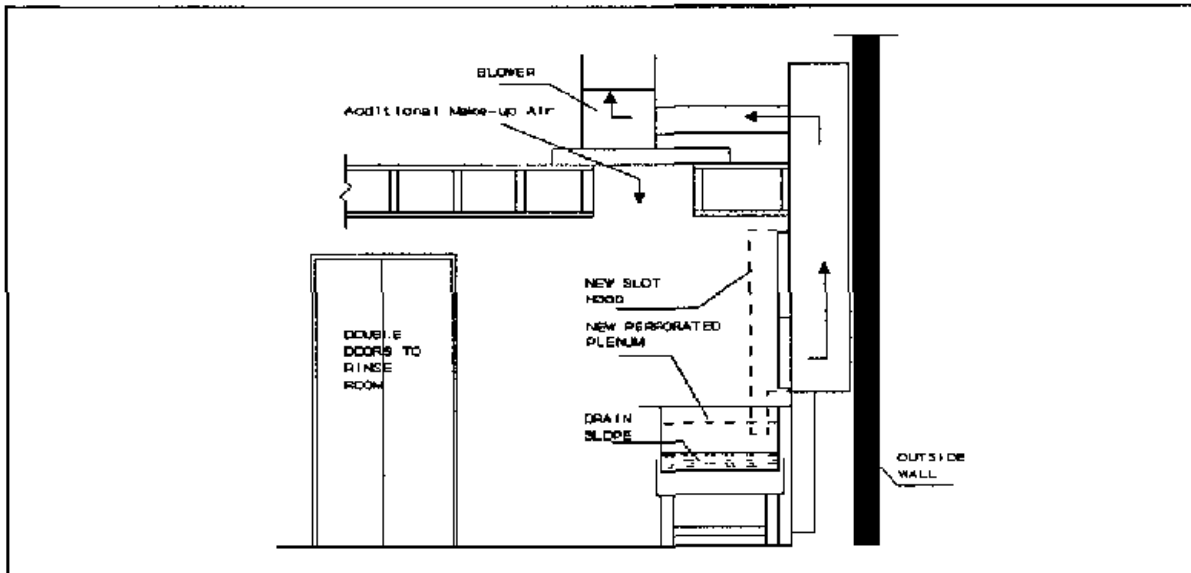 BLOWER
Additional Make-up Air
NEW SLOT
HOOD
NEW PERFORATED
PLENUM
DOUBLE
DOORS TO
RINSE
ROOM
DRAIN
SLOPE
OUTSIDE
WALL